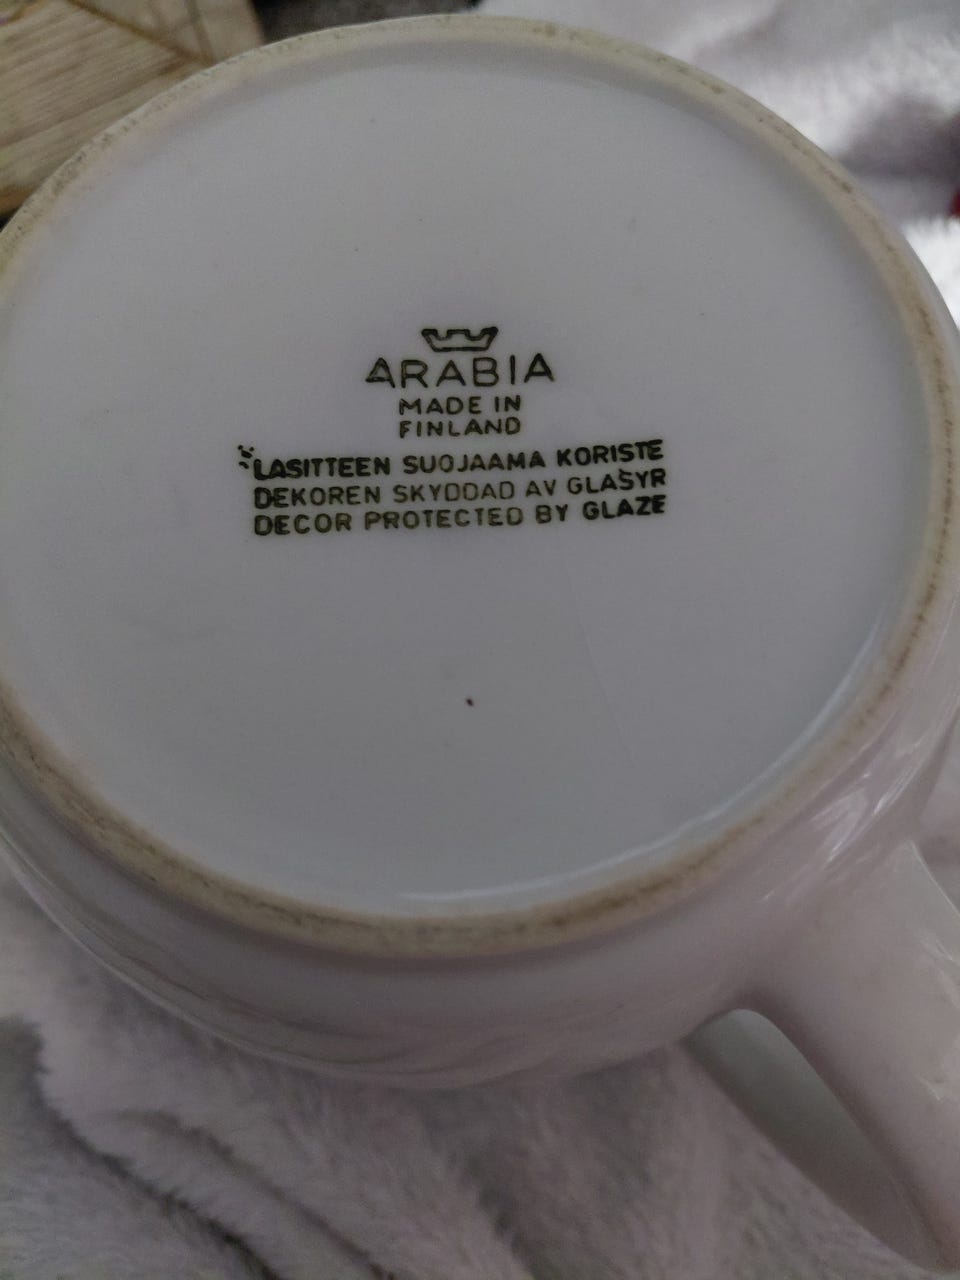 ARABIA
MADE IN
FINLAND
LASITTEEN SUOJAAMA KORISTE
DEKOREN SKYDDAD AV GLASYR
DECOR PROTECTED BY GLAZE